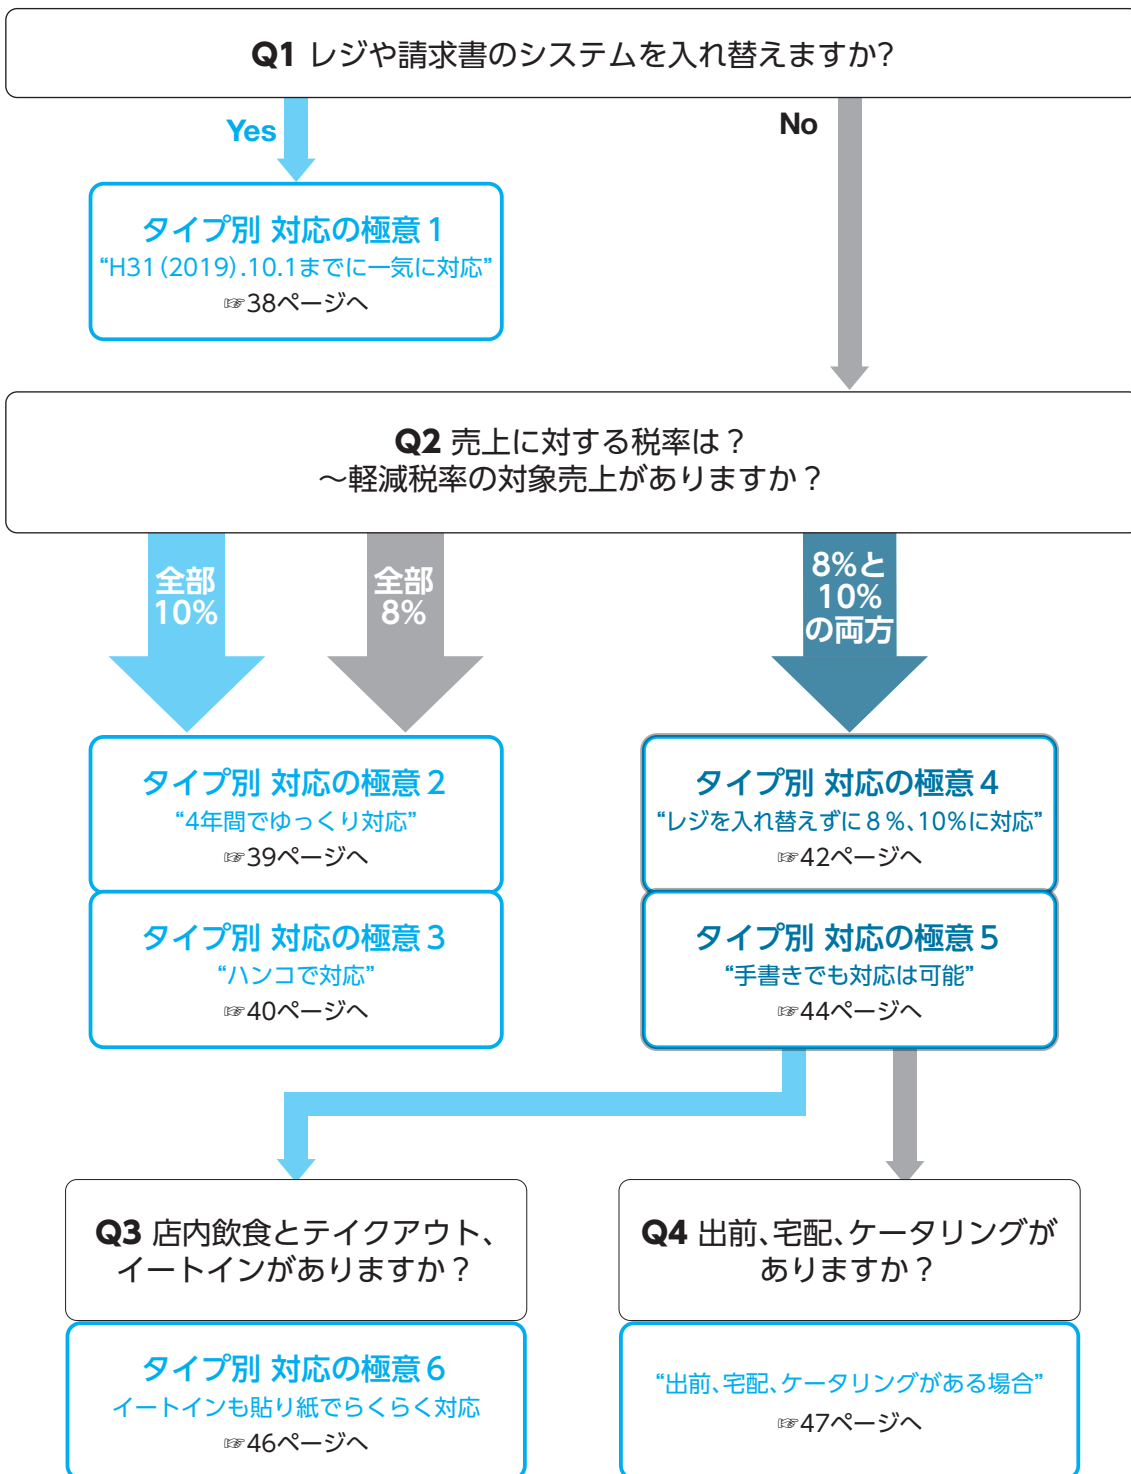 Q1 レジや請求書のシステムを入れ替えますか?
Yes
No
タイプ別 対応の極意1
“H31(2019).10.1までに一気に対応”
☞38ページへ
Q2 売上に対する税率は?
～軽減税率の対象売上がありますか?
全部
10%
全部
8%
8%と
10%
の両方
タイプ別 対応の極意2
“4年間でゆっくり対応”
☞39ページへ
タイプ別 対応の極意3
“ハンコで対応”
☞40ページへ
タイプ別 対応の極意4
“レジを入れ替えずに8%、10%に対応”
☞42ページへ
タイプ別 対応の極意5
“手書きでも対応は可能”
☞44ページへ
Q3 店内飲食とテイクアウト、
イートインがありますか?
タイプ別 対応の極意6
イートインも貼り紙でらくらく対応
☞46ページへ
Q4 出前、宅配、ケータリングが
ありますか?
“出前、宅配、ケータリングがある場合”
☞47ページへ